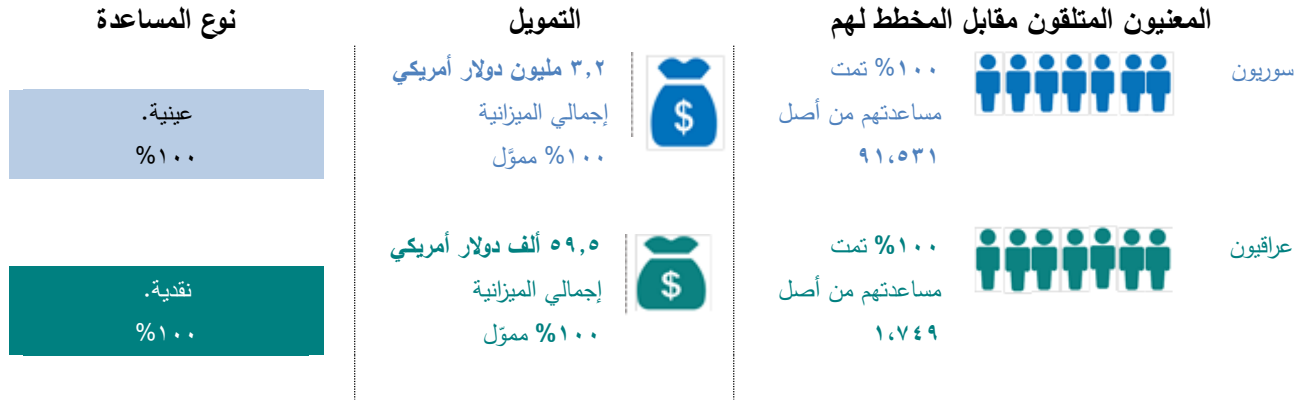 المعنيون المتلقون مقابل المخطط لهم
التمويل
نوع المساعدة
سوريون
١٠٠% تمت
مساعدتهم من أصل
٩١،٥٣١
$
٣,٢ مليون دولار أمريكي
إجمالي الميزانية
١٠٠% مموَّل
عينية.
١٠٠%
عراقيون
١٠٠% تمت
مساعدتهم من أصل
١،٧٤٩
$
٥٩,٥ ألف دولار أمريكي
إجمالي الميزانية
١٠٠% مموّل
نقدية.
١٠٠%